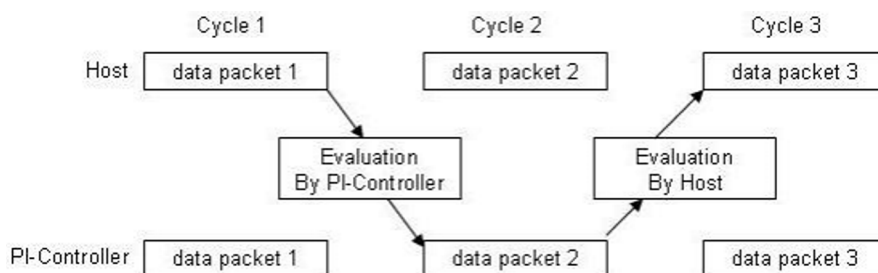 Cycle 1 Cycle 2 Cycle 3
Host data packet 1 data packet 2 data packet 3
Evaluation By PI-Controller
Evaluation By Host
PI-Controller data packet 1 data packet 2 data packet 3